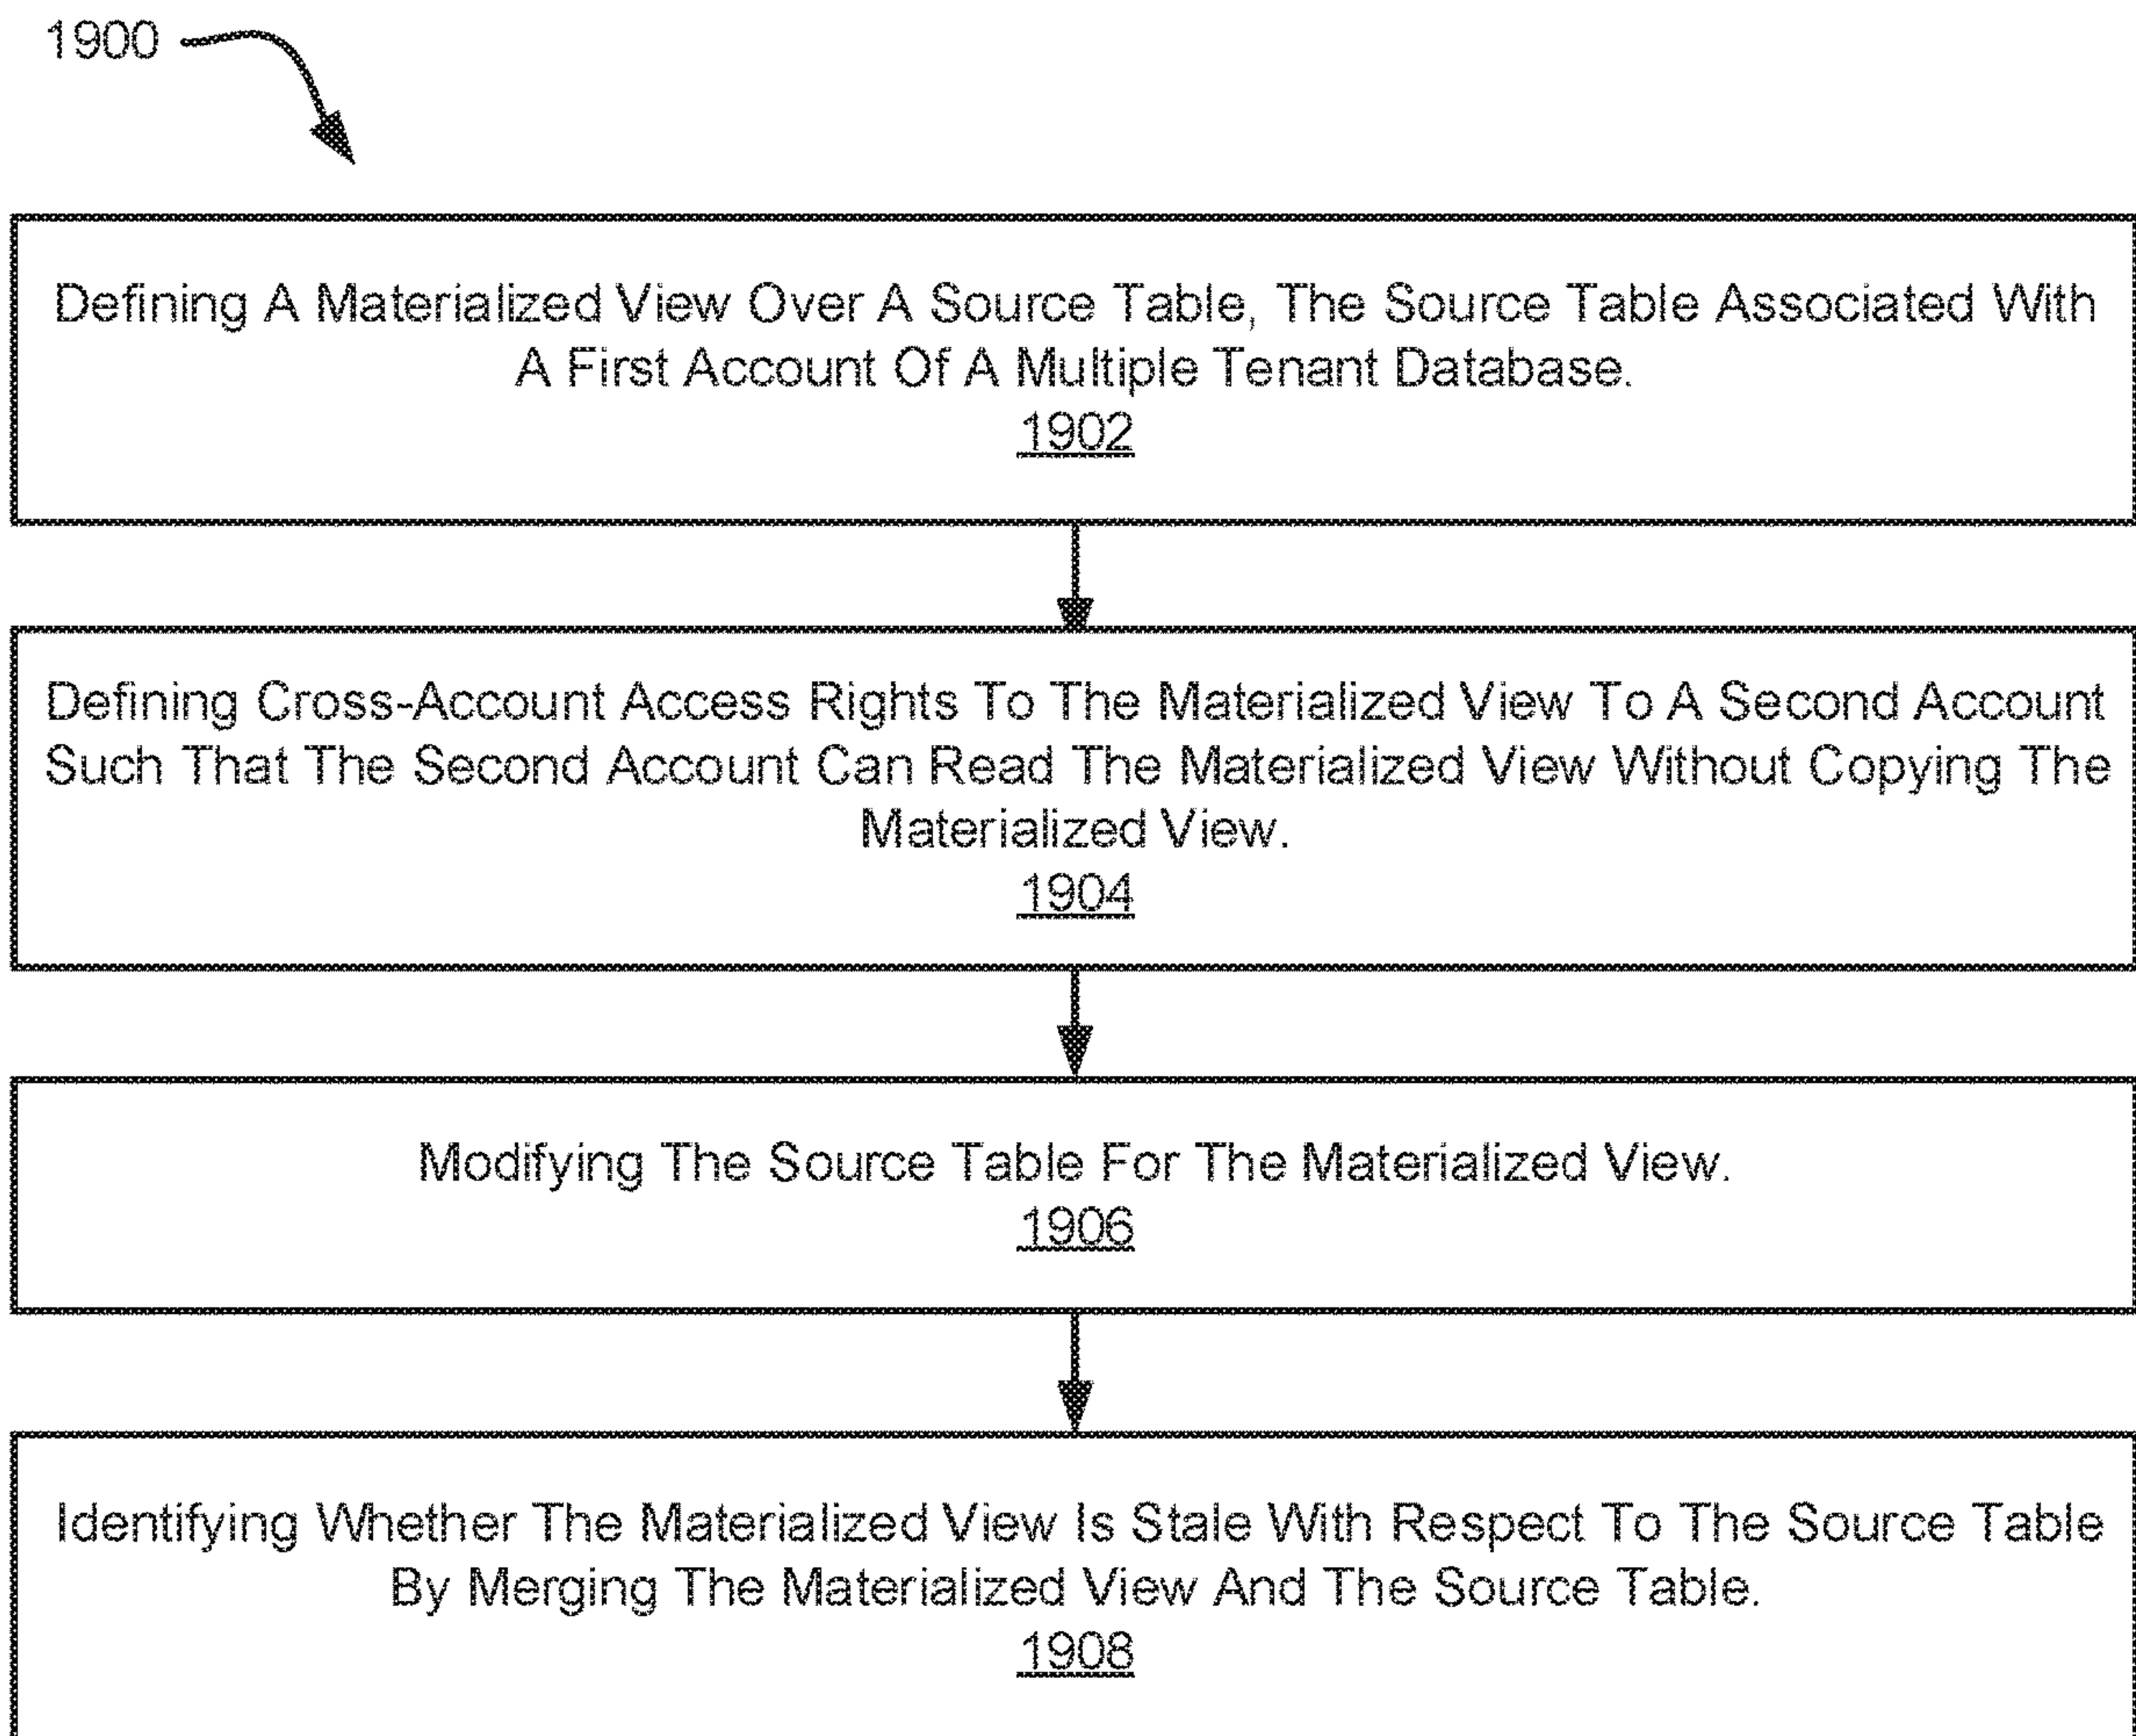 1900
Defining A Materialized View Over A Source Table, The Source Table Associated With
A First Account Of A Multiple Tenant Database.
1902
Defining Cross-Account Access Rights To The Materialized View To A Second Account
Such That The Second Account Can Read The Materialized View Without Copying The
Materialized View.
1904
Modifying The Source Table For The Materialized View.
1906
Identifying Whether The Materialized View Is Stale With Respect To The Source Table
By Merging The Materialized View And The Source Table.
1908